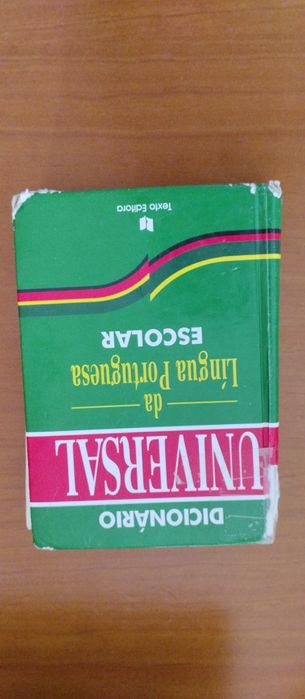 DICIONÁRIO
UNIVERSAL
da
Língua Portuguesa
ESCOLAR
Texto Editora